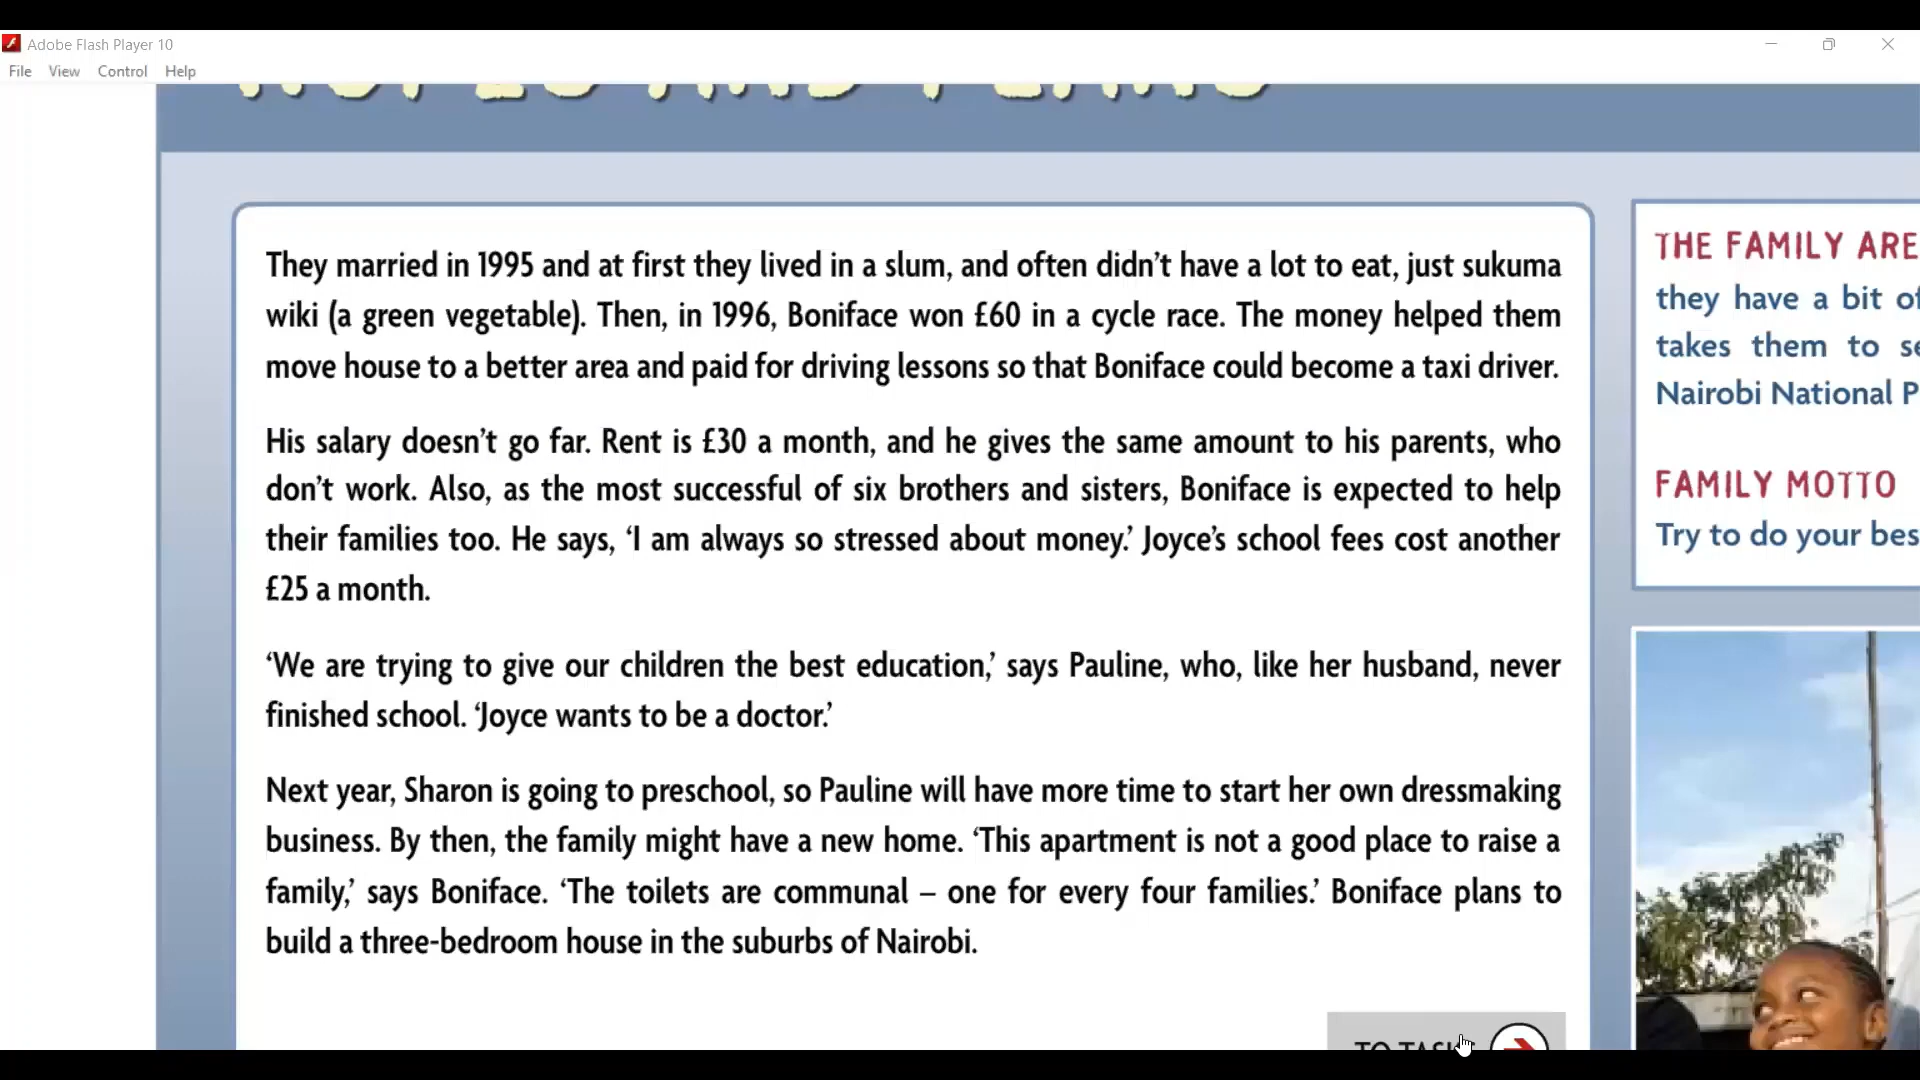 Adobe Flash Player 10
File View Control Help
They married in 1995 and at first they lived in a slum, and often didn't have a lot to eat, just sukuma
wiki (a green vegetable). Then, in 1996, Boniface won £60 in a cycle race. The money helped them
move house to a better area and paid for driving lessons so that Boniface could become a taxi driver.
His salary doesn't go far. Rent is £30 a month, and he gives the same amount to his parents, who
don't work. Also, as the most successful of six brothers and sisters, Boniface is expected to help
their families too. He says, 'I am always so stressed about money.' Joyce's school fees cost another
£25 a month.
'We are trying to give our children the best education,' says Pauline, who, like her husband, never
finished school. 'Joyce wants to be a doctor.'
Next year, Sharon is going to preschool, so Pauline will have more time to start her own dressmaking
business. By then, the family might have a new home. 'This apartment is not a good place to raise a
family,' says Boniface. 'The toilets are communal – one for every four families.' Boniface plans to
build a three-bedroom house in the suburbs of Nairobi.
THE FAMILY ARE
they have a bit
takes them to
Nairobi National
FAMILY MOTTO
Try to do your